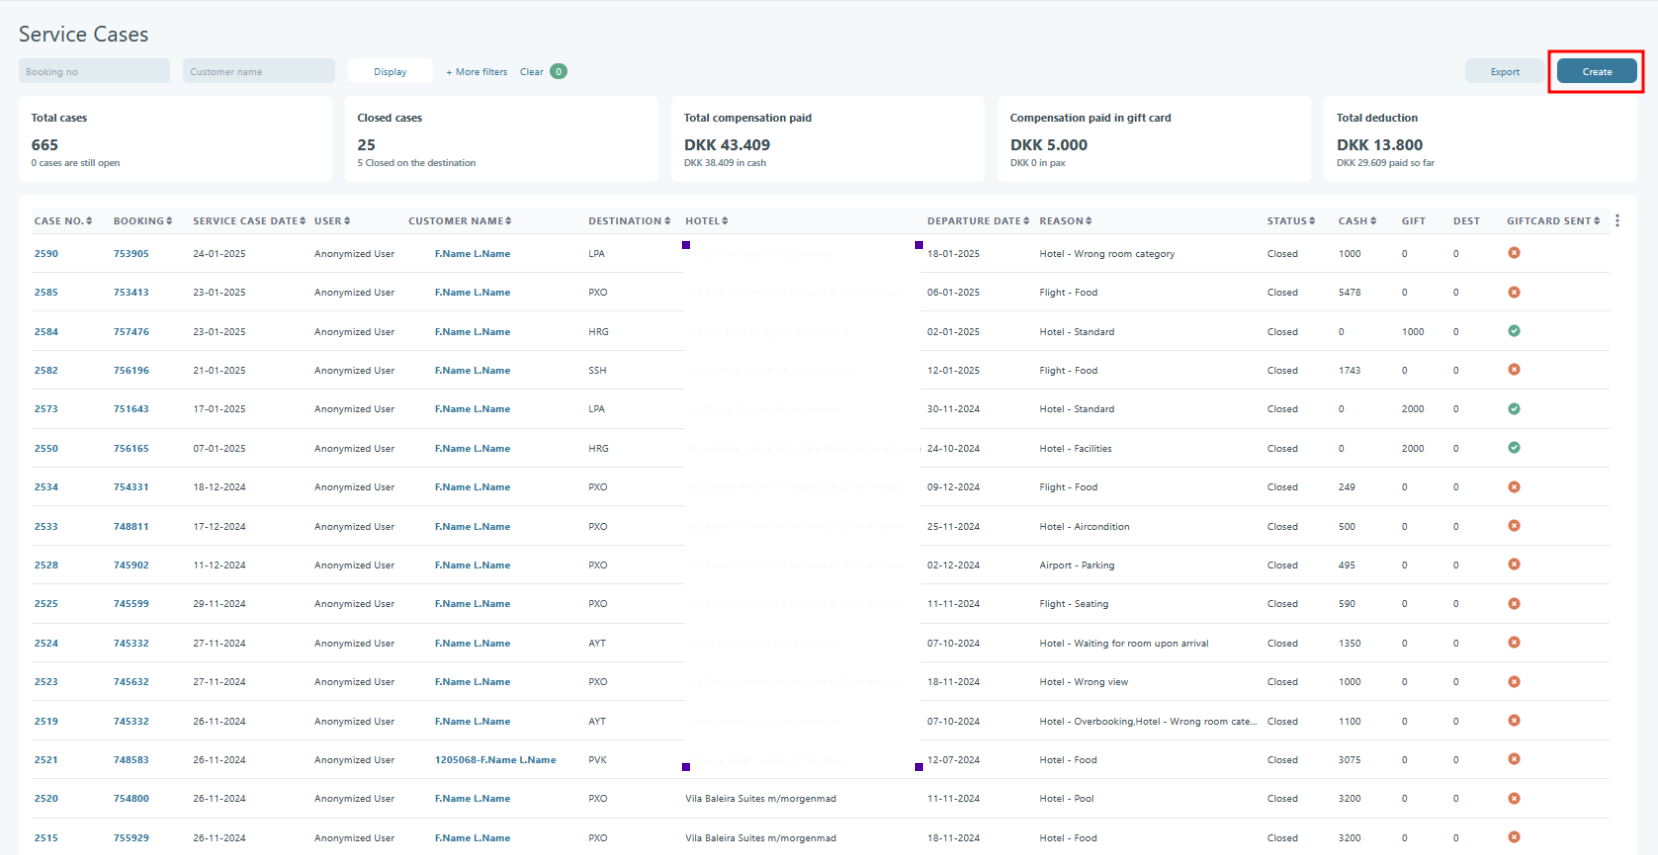 Service Cases
Booking no Customer name Display + More filters Clear 0 Export Create
Total cases Closed cases Total compensation paid Compensation paid in gift card Total deduction
665 25 DKK 43.409 DKK 5.000 DKK 13.800
0 cases are still open 5 Closed on the destination DKK 38.409 in cash DKK 0 in pax DKK 29.609 paid so far
CASE NO. BOOKING SERVICE CASE DATE USER CUSTOMER NAME DESTINATION HOTEL DEPARTURE DATE REASON STATUS CASH GIFT DEST GIFTCARD SENT
2590 753905 24-01-2025 Anonymized User F.Name L.Name LPA 18-01-2025 Hotel - Wrong room category Closed 1000 0 0
2585 753413 23-01-2025 Anonymized User F.Name L.Name PXO 06-01-2025 Flight - Food Closed 5478 0 0
2584 757476 23-01-2025 Anonymized User F.Name L.Name HRG 02-01-2025 Hotel - Standard Closed 0 1000 0
2582 756196 21-01-2025 Anonymized User F.Name L.Name SSH 12-01-2025 Flight - Food Closed 1743 0 0
2573 751643 17-01-2025 Anonymized User F.Name L.Name LPA 30-11-2024 Hotel - Standard Closed 0 2000 0
2550 756165 07-01-2025 Anonymized User F.Name L.Name HRG 24-10-2024 Hotel - Facilities Closed 0 2000 0
2534 754331 18-12-2024 Anonymized User F.Name L.Name PXO 09-12-2024 Flight - Food Closed 249 0 0
2533 748811 17-12-2024 Anonymized User F.Name L.Name PXO 25-11-2024 Hotel - Aircondition Closed 500 0 0
2528 745902 11-12-2024 Anonymized User F.Name L.Name PXO 02-12-2024 Airport - Parking Closed 495 0 0
2525 745599 29-11-2024 Anonymized User F.Name L.Name PXO 11-11-2024 Flight - Seating Closed 590 0 0
2524 745332 27-11-2024 Anonymized User F.Name L.Name AYT 07-10-2024 Hotel - Waiting for room upon arrival Closed 1350 0 0
2523 745632 27-11-2024 Anonymized User F.Name L.Name PXO 18-11-2024 Hotel - Wrong view Closed 1000 0 0
2519 745332 26-11-2024 Anonymized User F.Name L.Name AYT 07-10-2024 Hotel - Overbooking,Hotel - Wrong room cate... Closed 1100 0 0
2521 748583 26-11-2024 Anonymized User 1205068-F.Name L.Name PVK 12-07-2024 Hotel - Food Closed 3075 0 0
2520 754800 26-11-2024 Anonymized User F.Name L.Name PXO Vila Baleira Suites m/morgenmad 11-11-2024 Hotel - Pool Closed 3200 0 0
2515 755929 26-11-2024 Anonymized User F.Name L.Name PXO Vila Baleira Suites m/morgenmad 18-11-2024 Hotel - Food Closed 3200 0 0